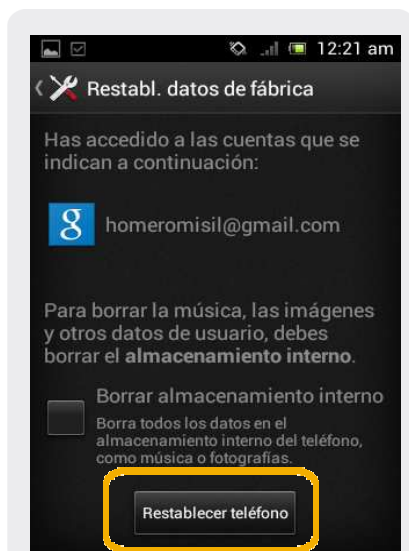 12:21 am
Restabl. datos de fábrica
Has accedido a las cuentas que se
indican a continuación:
g homeromisil@gmail.com
Para borrar la música, las imágenes
y otros datos de usuario, debes
borrar el almacenamiento interno.
Borrar almacenamiento interno
Borra todos los datos en el
almacenamiento interno del teléfono,
como música o fotografías.
Restablecer teléfono